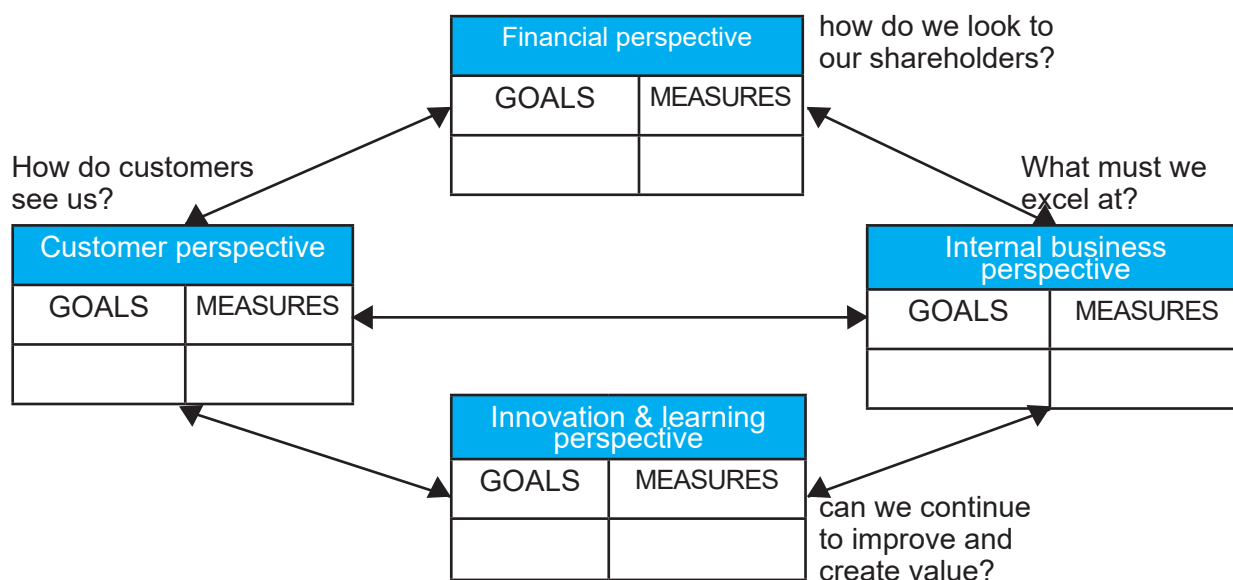 Financial perspective
how do we look to
our shareholders?
GOALS
MEASURES
How do customers
see us?
What must we
excel at?
Customer perspective
GOALS
MEASURES
Internal business
perspective
GOALS
MEASURES
Innovation & learning
perspective
GOALS
MEASURES
can we continue
to improve and
create value?